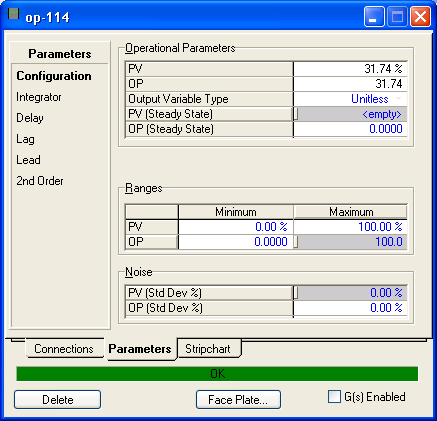 op-114
Parameters
Configuration
Integrator
Delay
Lag
Lead
2nd Order
Operational Parameters
PV 31.74 %
OP 31.74
Output Variable Type Unitless
PV (Steady State) <empty>
OP (Steady State) 0.0000
Ranges
Minimum Maximum
PV 0.00 % 100.00 %
OP 0.0000 100.0
Noise
PV (Std Dev %) 0.00 %
OP (Std Dev %) 0.00 %
Connections Parameters Stripchart
OK
Delete Face Plate... G(s) Enabled